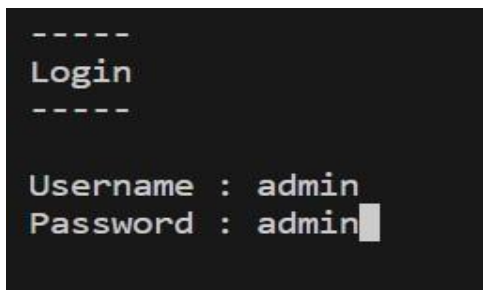 -----
Login
-----
Username : admin
Password : admin